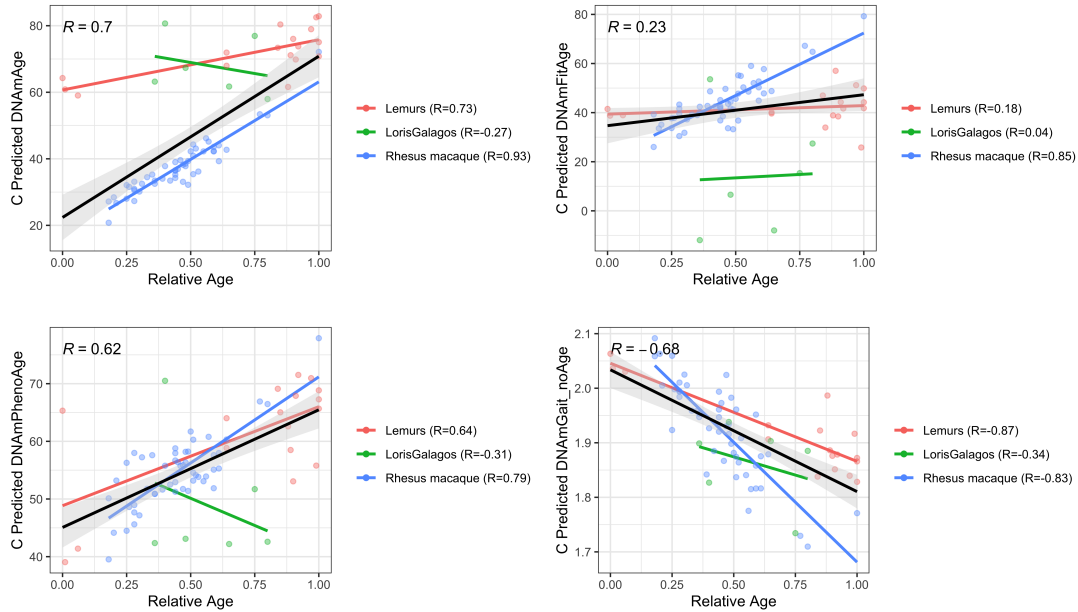 C Predicted DNAmAge
80
60
40
20
R = 0.7
0.00 0.25 0.50 0.75 1.00
Relative Age
Lemurs (R=0.73)
LorisGalagos (R=-0.27)
Rhesus macaque (R=0.93)
C Predicted DNAmFitAge
80
60
40
20
0
R = 0.23
0.00 0.25 0.50 0.75 1.00
Relative Age
Lemurs (R=0.18)
LorisGalagos (R=0.04)
Rhesus macaque (R=0.85)
C Predicted DNAmPhenoAge
70
60
50
40
R = 0.62
0.00 0.25 0.50 0.75 1.00
Relative Age
Lemurs (R=0.64)
LorisGalagos (R=-0.31)
Rhesus macaque (R=0.79)
C Predicted DNAmGait_noAge
2.1
2.0
1.9
1.8
1.7
R = −0.68
0.00 0.25 0.50 0.75 1.00
Relative Age
Lemurs (R=-0.87)
LorisGalagos (R=-0.34)
Rhesus macaque (R=-0.83)